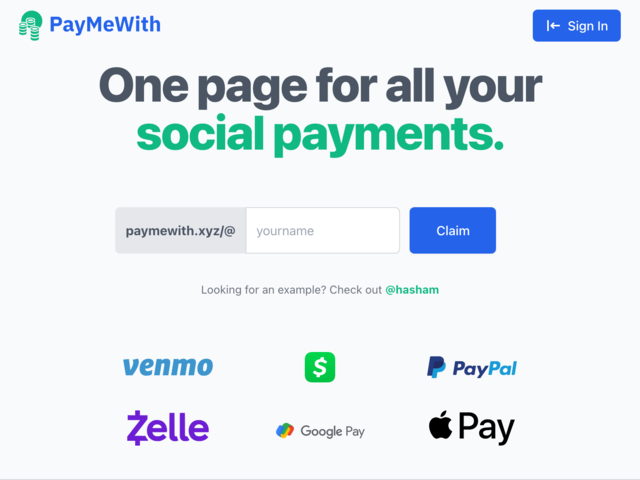 PayMeWith
Sign In
One page for all your
social payments.
paymewith.xyz/@
yourname
Claim
Looking for an example? Check out @hasham
venmo
$
PayPal
Zelle
Google Pay
Pay